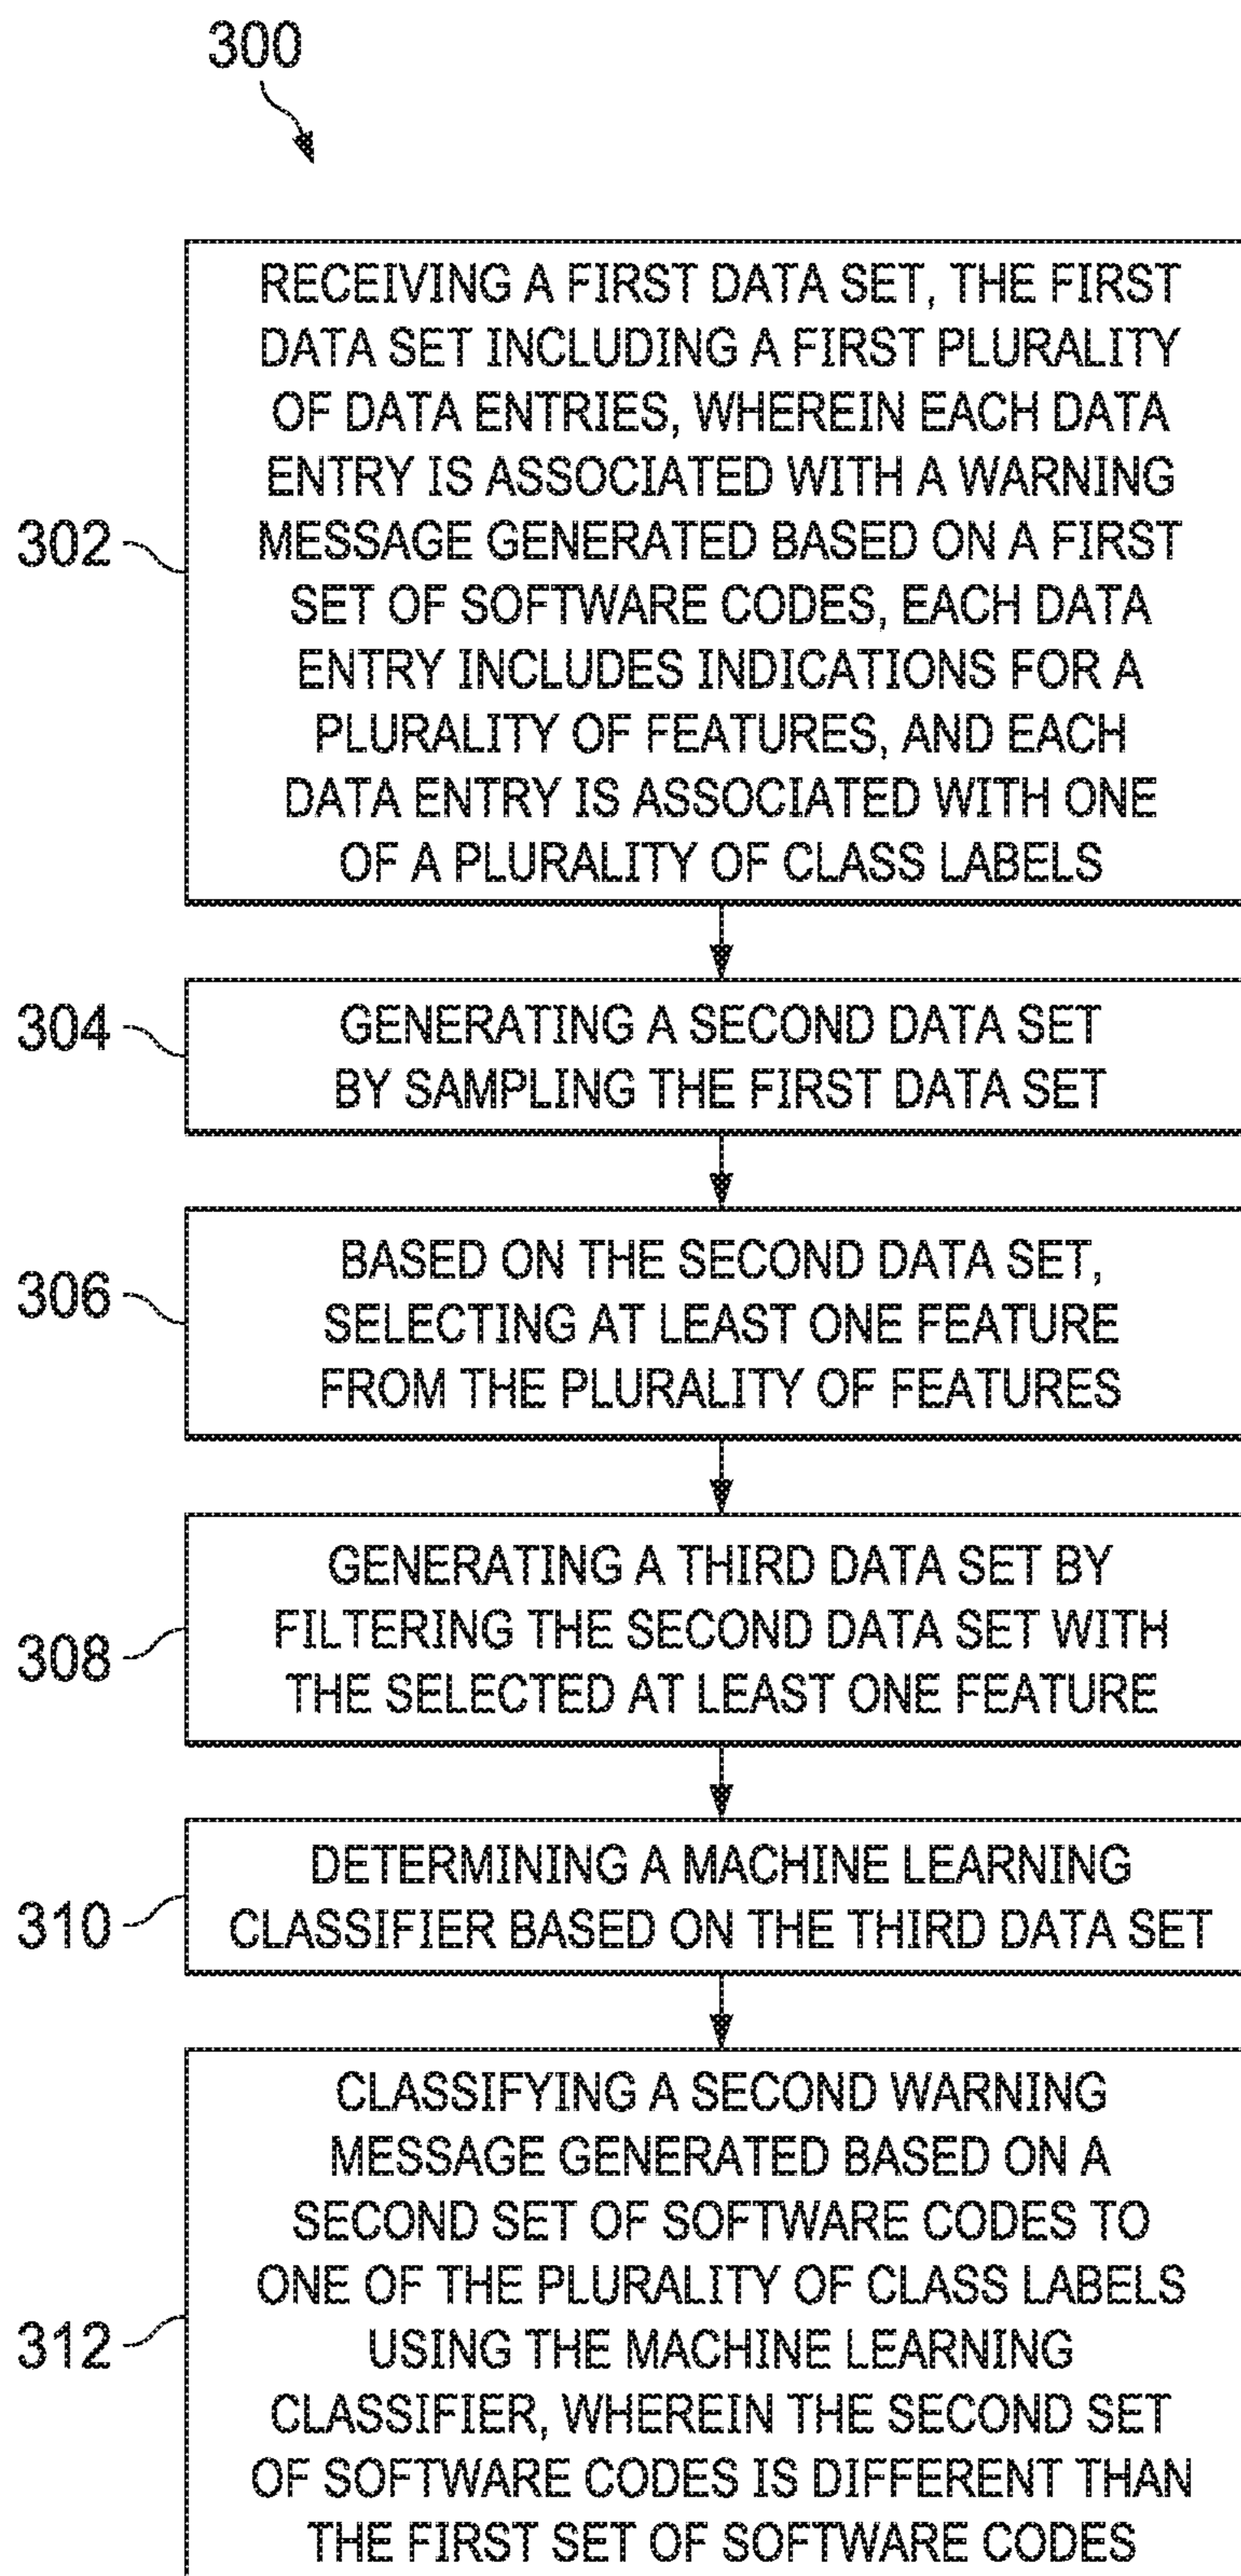 300
RECEIVING A FIRST DATA SET, THE FIRST
DATA SET INCLUDING A FIRST PLURALITY
OF DATA ENTRIES, WHEREIN EACH DATA
ENTRY IS ASSOCIATED WITH A WARNING
302
MESSAGE GENERATED BASED ON A FIRST
SET OF SOFTWARE CODES, EACH DATA
ENTRY INCLUDES INDICATIONS FOR A
PLURALITY OF FEATURES, AND EACH
DATA ENTRY IS ASSOCIATED WITH ONE
OF A PLURALITY OF CLASS LABELS
304
GENERATING A SECOND DATA SET
BY SAMPLING THE FIRST DATA SET
306
BASED ON THE SECOND DATA SET,
SELECTING AT LEAST ONE FEATURE
FROM THE PLURALITY OF FEATURES
308
GENERATING A THIRD DATA SET BY
FILTERING THE SECOND DATA SET WITH
THE SELECTED AT LEAST ONE FEATURE
310
DETERMINING A MACHINE LEARNING
CLASSIFIER BASED ON THE THIRD DATA SET
312
CLASSIFYING A SECOND WARNING
MESSAGE GENERATED BASED ON A
SECOND SET OF SOFTWARE CODES TO
ONE OF THE PLURALITY OF CLASS LABELS
USING THE MACHINE LEARNING
CLASSIFIER, WHEREIN THE SECOND SET
OF SOFTWARE CODES IS DIFFERENT THAN
THE FIRST SET OF SOFTWARE CODES